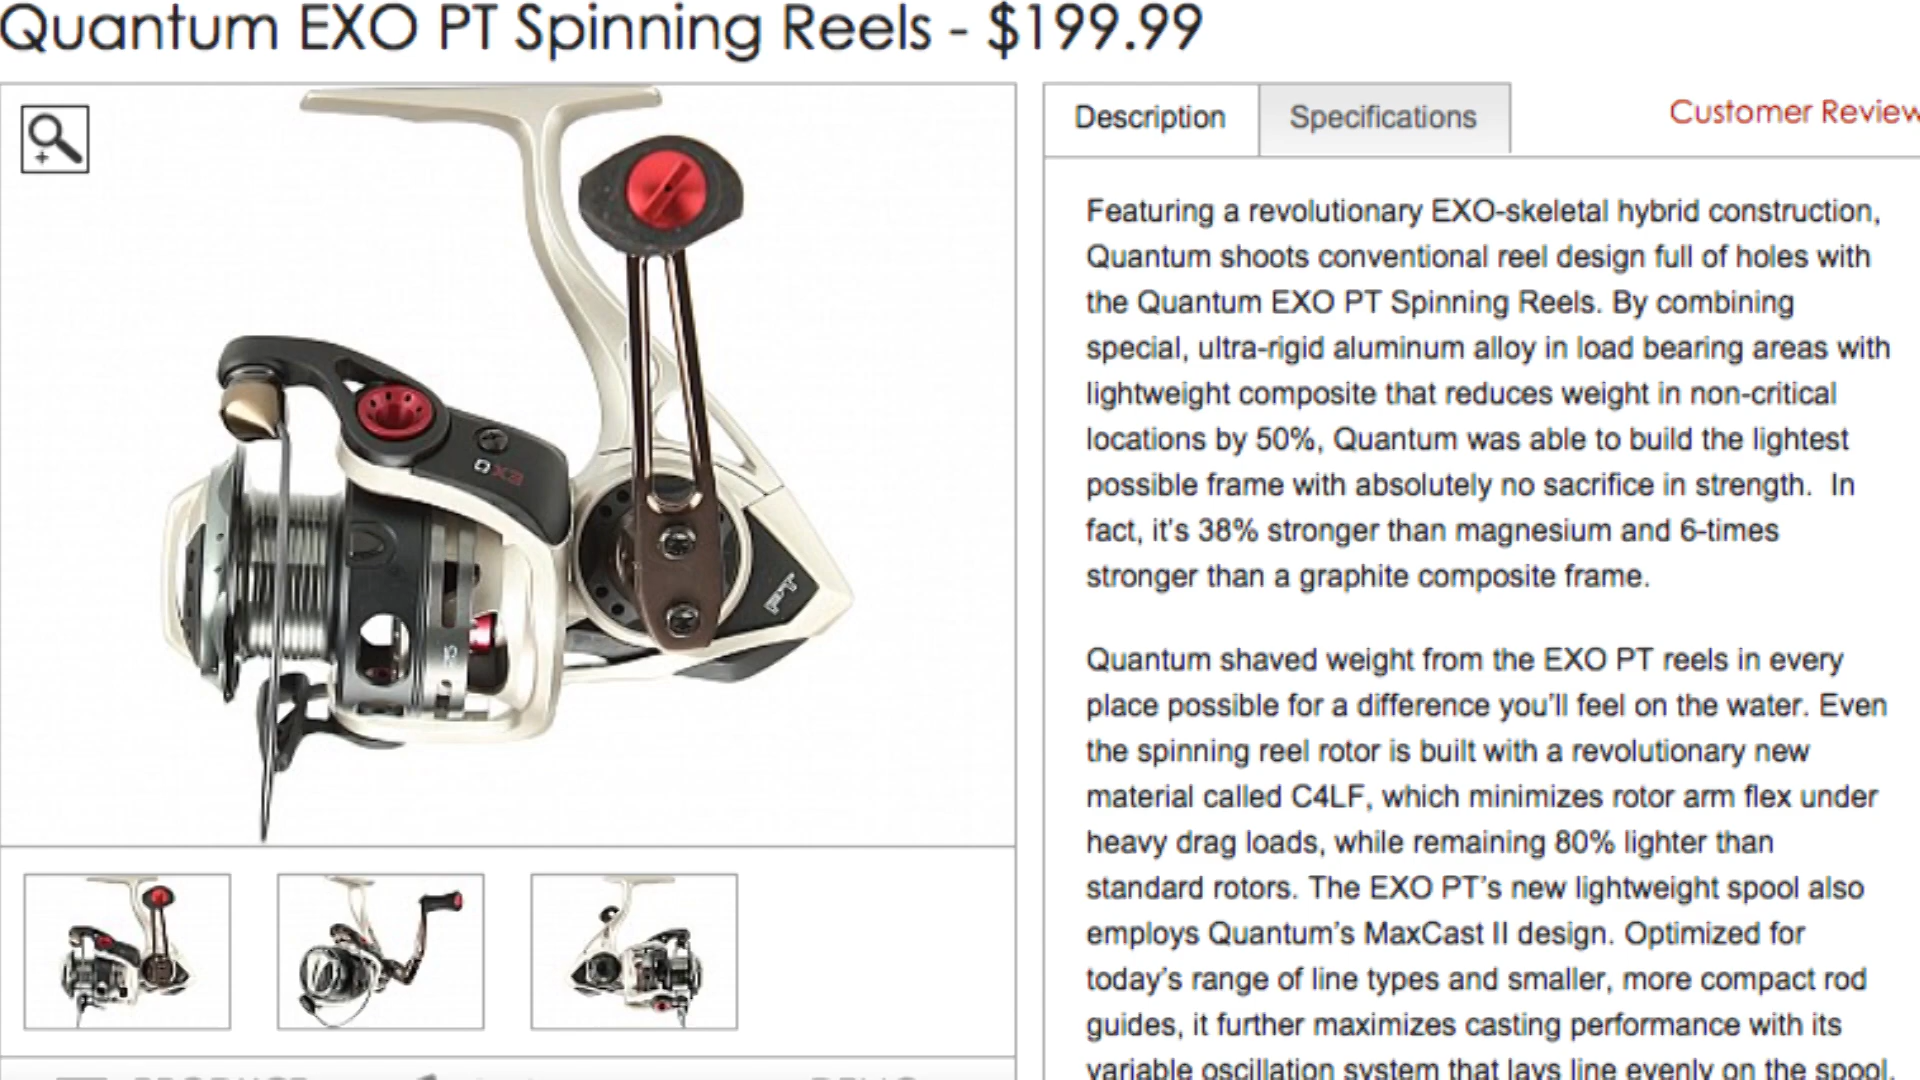 Quantum EXO PT Spinning Reels - $199.99
Description
Specifications
Customer Review
Featuring a revolutionary EXO-skeletal hybrid construction,
Quantum shoots conventional reel design full of holes with
the Quantum EXO PT Spinning Reels. By combining
special, ultra-rigid aluminum alloy in load bearing areas with
lightweight composite that reduces weight in non-critical
locations by 50%, Quantum was able to build the lightest
possible frame with absolutely no sacrifice in strength.  In
fact, it's 38% stronger than magnesium and 6-times
stronger than a graphite composite frame.
Quantum shaved weight from the EXO PT reels in every
place possible for a difference you’ll feel on the water. Even
the spinning reel rotor is built with a revolutionary new
material called C4LF, which minimizes rotor arm flex under
heavy drag loads, while remaining 80% lighter than
standard rotors. The EXO PT’s new lightweight spool also
employs Quantum’s MaxCast II design. Optimized for
today’s range of line types and smaller, more compact rod
guides, it further maximizes casting performance with its
variable oscillation system that lays line evenly on the spool.
PT